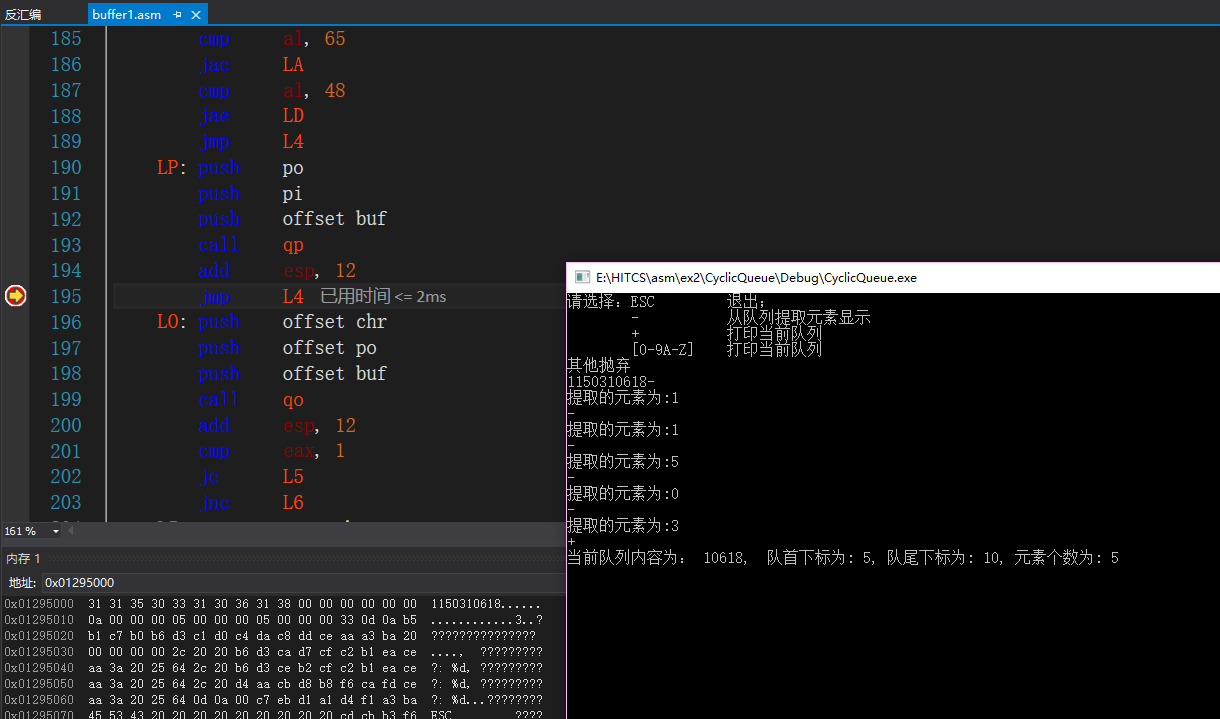 反汇编 buffer1.asm
185 cmp al, 65
186 jae LA
187 cmp al, 48
188 jae LD
189 jmp L4
190 LP: push po
191 push pi
192 push offset buf
193 call qp
194 add esp, 12
195 jmp L4 已用时间 <= 2ms
196 LO: push offset chr
197 push offset po
198 push offset buf
199 call qo
200 add esp, 12
201 cmp eax, 1
202 je L5
203 jne L6
161 %
内存 1
地址: 0x01295000
0x01295000 31 31 35 30 33 31 30 36 31 38 00 00 00 00 00 00 1150310618......
0x01295010 0a 00 00 00 05 00 00 00 05 00 00 00 33 0d 0a b5 ............3..?
0x01295020 b1 c7 b0 b6 d3 c1 d0 c4 da c8 dd ce aa a3 ba 20 ???????????????
0x01295030 00 00 00 00 2c 20 20 b6 d3 ca d7 cf c2 b1 ea ce ...., ?????????
0x01295040 aa 3a 20 25 64 2c 20 b6 d3 ce b2 cf c2 b1 ea ce ?: %d, ?????????
0x01295050 aa 3a 20 25 64 2c 20 d4 aa cb d8 b8 f6 ca fd ce ?: %d, ?????????
0x01295060 aa 3a 20 25 64 0d 0a 00 c7 eb d1 a1 d4 f1 a3 ba ?: %d...????????
0x01295070 45 53 43 20 20 20 20 20 20 20 20 20 cd cb b3 f6 ESC ????
E:\HITCS\asm\ex2\CyclicQueue\Debug\CyclicQueue.exe
请选择: ESC 退出;
- 从队列提取元素显示
+ 打印当前队列
[0-9A-Z] 打印当前队列
其他抛弃
1150310618-
提取的元素为:1
-
提取的元素为:1
-
提取的元素为:5
-
提取的元素为:0
-
提取的元素为:3
+
当前队列内容为: 10618, 队首下标为: 5, 队尾下标为: 10, 元素个数为: 5